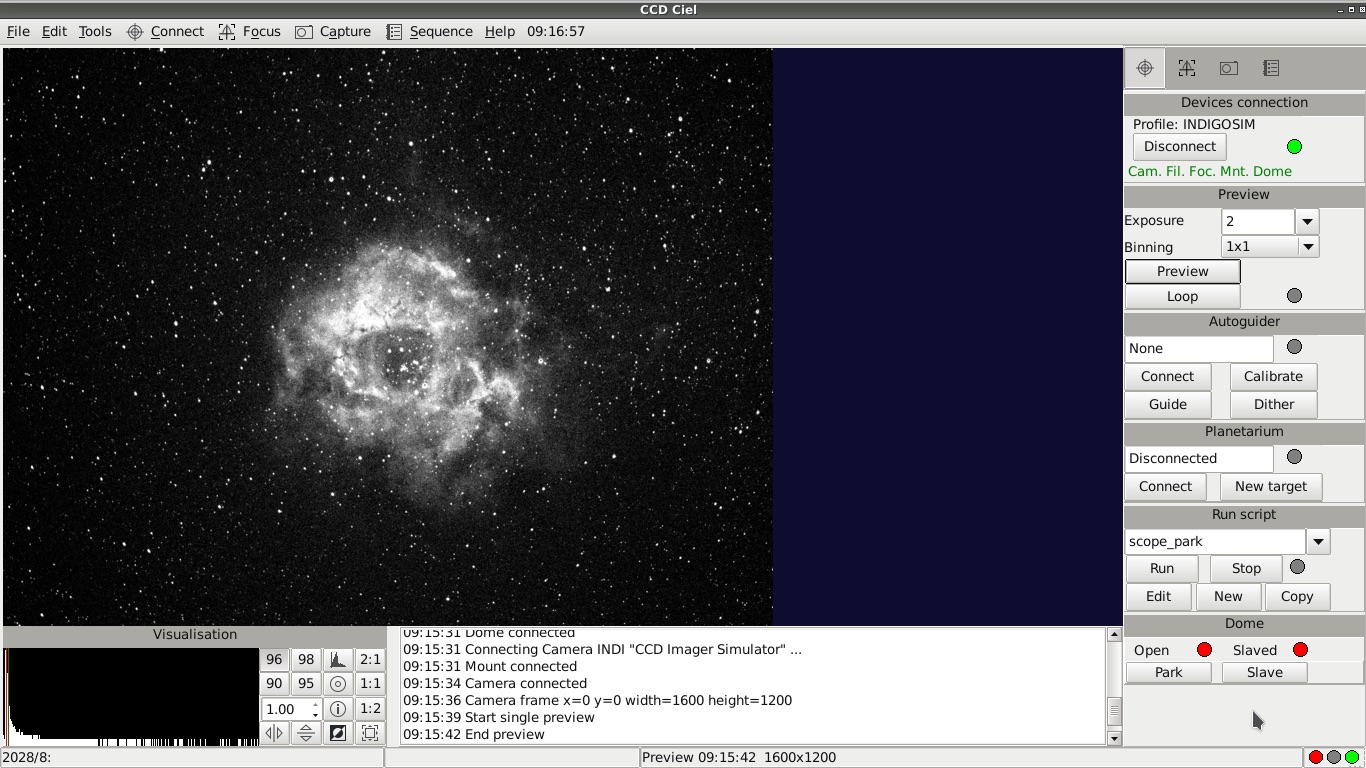 CCD Ciel
File Edit Tools Connect Focus Capture Sequence Help 09:16:57
Devices connection
Profile: INDIGOSIM
Disconnect
Cam. Fil. Foc. Mnt. Dome
Preview
Exposure 2
Binning 1x1
Preview
Loop
Autoguider
None
Connect Calibrate
Guide Dither
Planetarium
Disconnected
Connect New target
Run script
scope_park
Run Stop
Edit New Copy
Dome
Open Slaved
Park Slave
Visualisation
96 98 2:1
90 95 1:1
1.00 1:2
09:15:31 Dome connected
09:15:31 Connecting Camera INDI "CCD Imager Simulator" ...
09:15:31 Mount connected
09:15:34 Camera connected
09:15:36 Camera frame x=0 y=0 width=1600 height=1200
09:15:39 Start single preview
09:15:42 End preview
2028/8: Preview 09:15:42 1600x1200